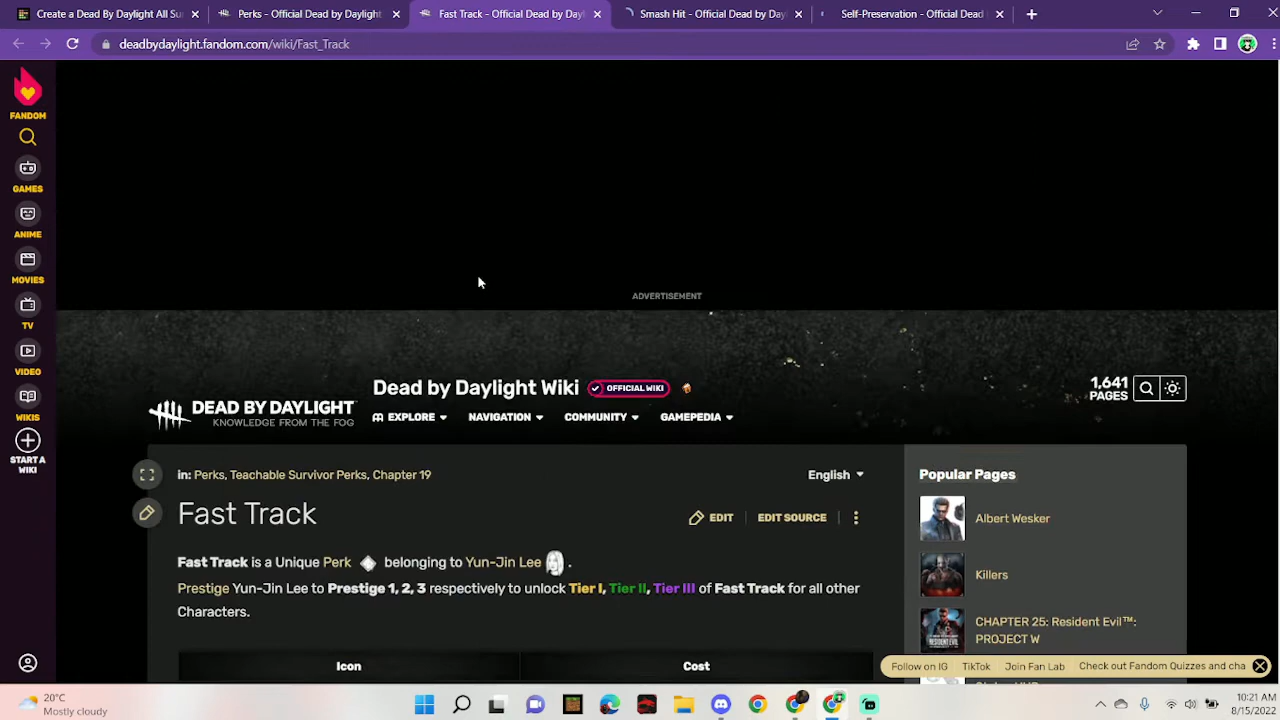 Create a Dead By Daylight All Su
Perks - Official Dead by Daylight
Fast Track - Official Dead by Dayl
Smash Hit - Official Dead by Dayl
Self-Preservation - Official Dead
deadbydaylight.fandom.com/wiki/Fast_Track
FANDOM
GAMES
ANIME
MOVIES
TV
VIDEO
WIKIS
START A
WIKI
ADVERTISEMENT
Dead by Daylight Wiki
OFFICIAL WIKI
1,641
PAGES
DEAD BY DAYLIGHT
KNOWLEDGE FROM THE FOG
EXPLORE
NAVIGATION
COMMUNITY
GAMEPEDIA
in: Perks, Teachable Survivor Perks, Chapter 19
English
Fast Track
EDIT
EDIT SOURCE
Fast Track is a Unique Perk belonging to Yun-Jin Lee .
Prestige Yun-Jin Lee to Prestige 1, 2, 3 respectively to unlock Tier I, Tier II, Tier III of Fast Track for all other
Characters.
Icon
Cost
Popular Pages
Albert Wesker
Killers
CHAPTER 25: Resident Evil™:
PROJECT W
Follow on IG
TikTok
Join Fan Lab
Check out Fandom Quizzes and cha
20°C
Mostly cloudy
10:21 AM
8/15/2022